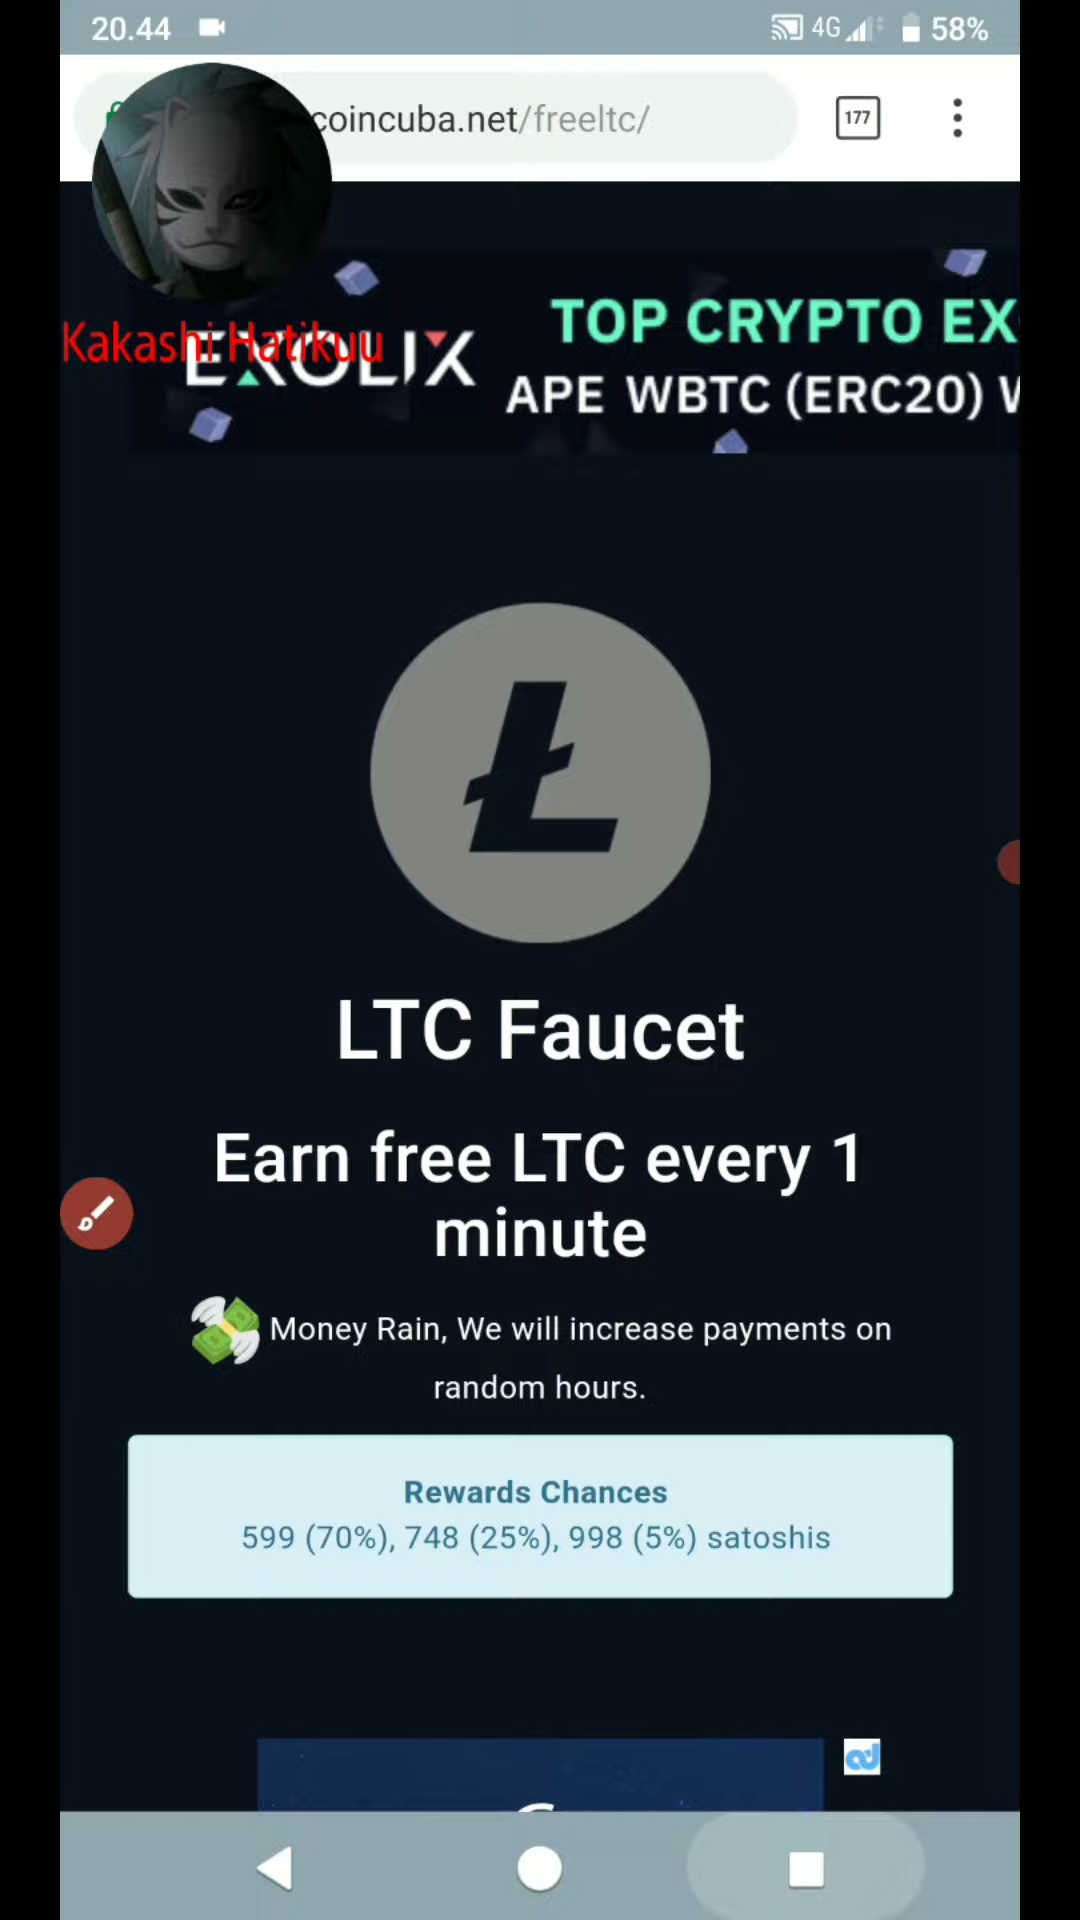 20.44
4G
58%
coincuba.net/freeltc/
177
Kakashi Hatikuu
EXOLIX
TOP CRYPTO EX
APE WBTC (ERC20)
LTC Faucet
Earn free LTC every 1
minute
Money Rain, We will increase payments on
random hours.
Rewards Chances
599 (70%), 748 (25%), 998 (5%) satoshis